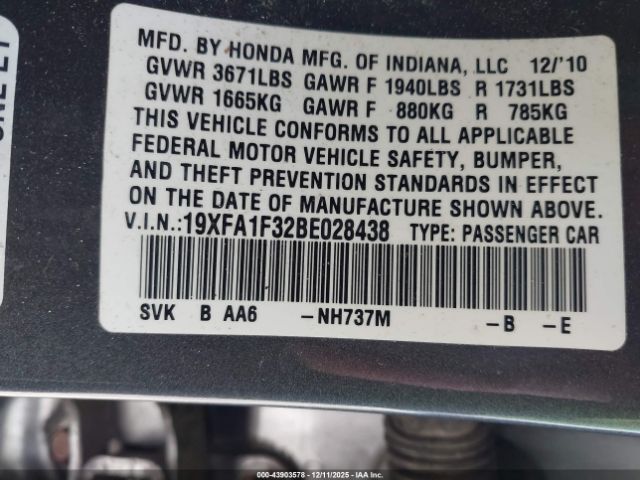 MFD. BY HONDA MFG. OF INDIANA, LLC 12/'10
GVWR 3671LBS GAWR F 1940LBS R 1731LBS
GVWR 1665KG GAWR F 880KG R 785KG
THIS VEHICLE CONFORMS TO ALL APPLICABLE
FEDERAL MOTOR VEHICLE SAFETY, BUMPER,
AND THEFT PREVENTION STANDARDS IN EFFECT
ON THE DATE OF MANUFACTURE SHOWN ABOVE.
V.I.N.:19XFA1F32BE028438 TYPE: PASSENGER CAR
SVK B AA6 -NH737M -B -E
000-43903578 - 12/11/2025 - IAA Inc.